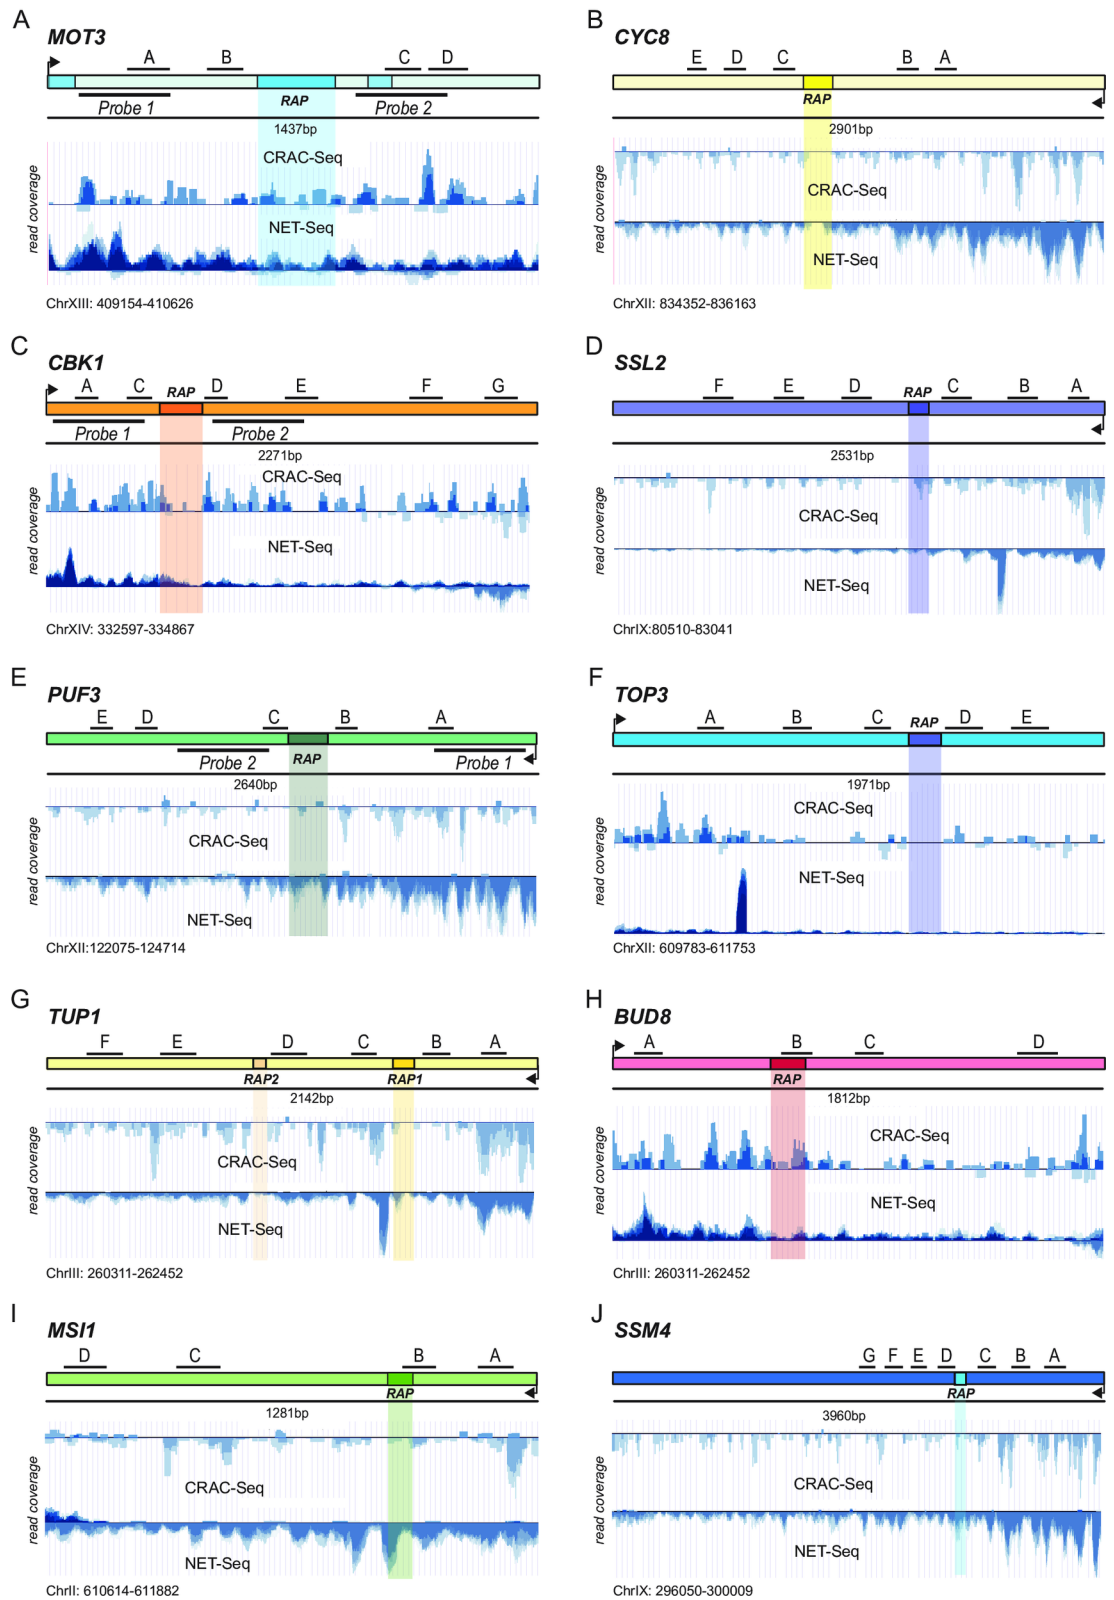 A
MOT3
A B C D
Probe 1 RAP Probe 2
1437bp
CRAC-Seq
NET-Seq
read coverage
ChrXIII: 409154-410626
B
CYC8
E D C B A
RAP
2901bp
CRAC-Seq
NET-Seq
read coverage
ChrXII: 834352-836163
C
CBK1
A C RAP D E F G
Probe 1 Probe 2
2271bp
CRAC-Seq
NET-Seq
read coverage
ChrXIV: 332597-334867
D
SSL2
F E D RAP C B A
2531bp
CRAC-Seq
NET-Seq
read coverage
ChrIX:80510-83041
E
PUF3
E D C B A
Probe 2 RAP Probe 1
2640bp
CRAC-Seq
NET-Seq
read coverage
ChrXII:122075-124714
F
TOP3
A B C RAP D E
1971bp
CRAC-Seq
NET-Seq
read coverage
ChrXII: 609783-611753
G
TUP1
F E D C B A
RAP2 RAP1
2142bp
CRAC-Seq
NET-Seq
read coverage
ChrIII: 260311-262452
H
BUD8
A B C D
RAP
1812bp
CRAC-Seq
NET-Seq
read coverage
ChrIII: 260311-262452
I
MSI1
D C B A
RAP
1281bp
CRAC-Seq
NET-Seq
read coverage
ChrII: 610614-611882
J
SSM4
G F E D C B A
RAP
3960bp
CRAC-Seq
NET-Seq
read coverage
ChrIX: 296050-300009